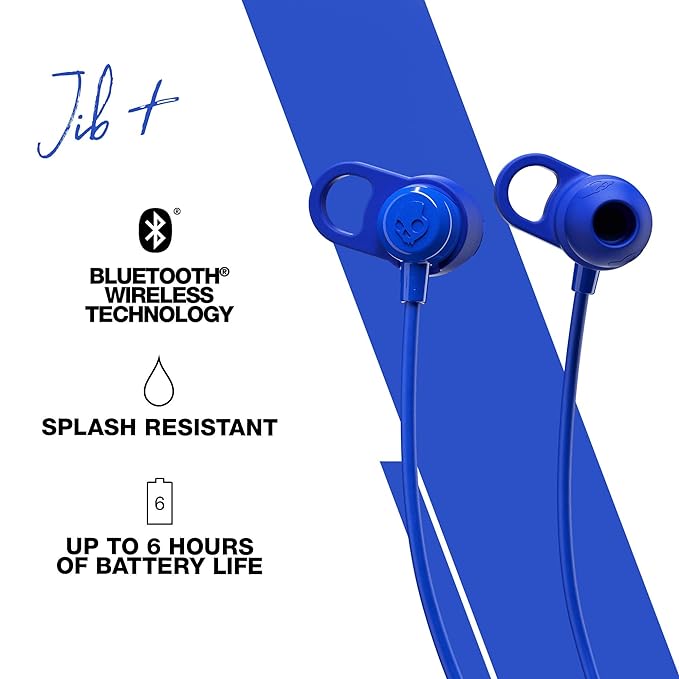 Jib +
®
BLUETOOTH®
WIRELESS
TECHNOLOGY
SPLASH RESISTANT
6
UP TO 6 HOURS
OF BATTERY LIFE